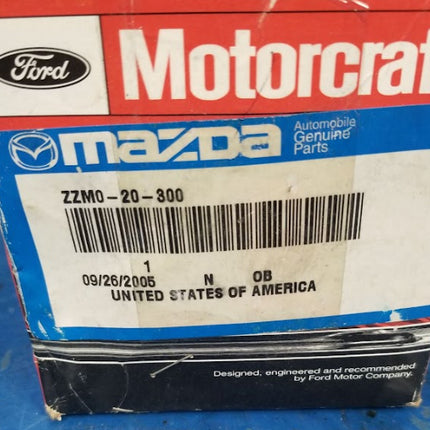 Ford
Motorcraf
mazda
Automobile
Genuine
Parts
ZZM0-20-300
1
09/26/2005 N OB
UNITED STATES OF AMERICA
Designed, engineered and recommended
by Ford Motor Company.